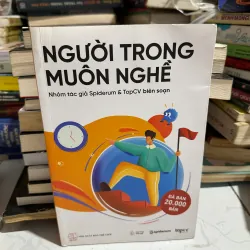 NGƯỜI TRONG
MUÔN NGHỀ
Nhóm tác giả Spiderum & TopCV biên soạn
ĐÃ BÁN
20.000
BẢN